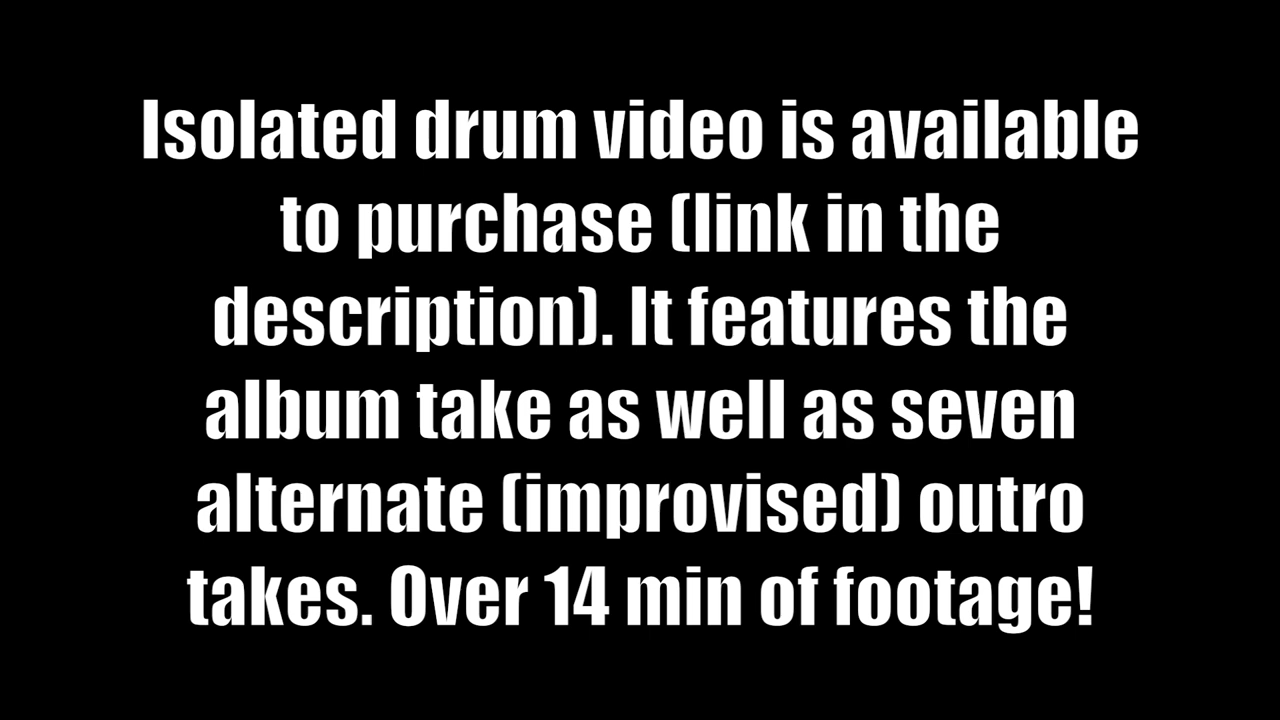 Isolated drum video is available
to purchase (link in the
description). It features the
album take as well as seven
alternate (improvised) outro
takes. Over 14 min of footage!